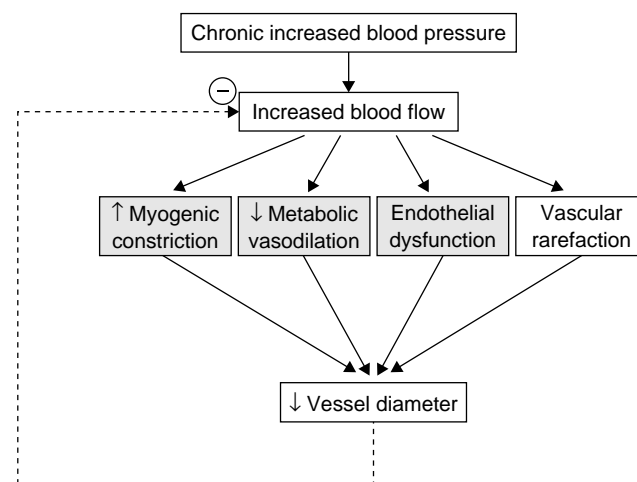 Chronic increased blood pressure
−
Increased blood flow
↑ Myogenic
constriction
↓ Metabolic
vasodilation
Endothelial
dysfunction
Vascular
rarefaction
↓ Vessel diameter